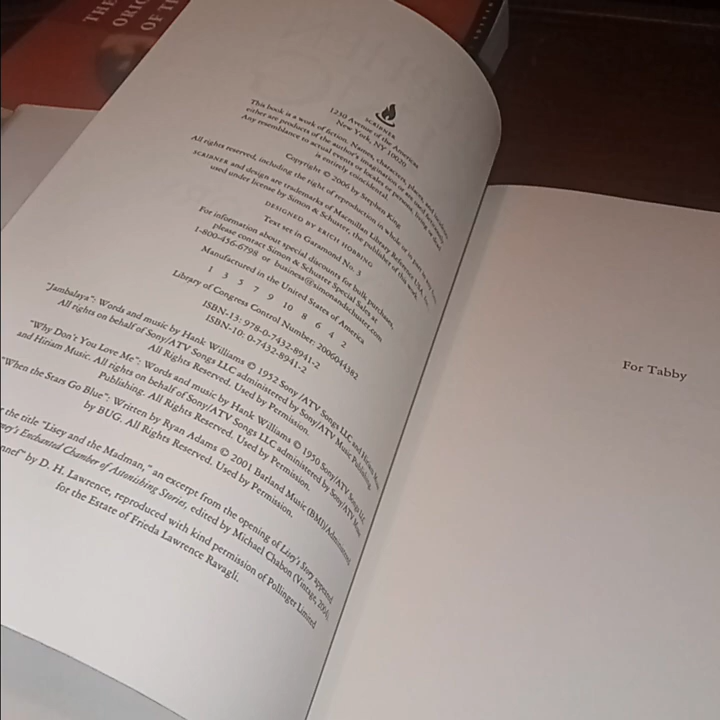 THE
ORIG
OF TH
SCRIBNER
1230 Avenue of the Americas
New York, NY 10020
This book is a work of fiction. Names, characters, places, and incidents
either are products of the author's imagination or are used fictitiously.
Any resemblance to actual events or locales or persons, living or dead,
is entirely coincidental.
Copyright © 2006 by Stephen King
All rights reserved, including the right of reproduction in whole or in part in any form.
SCRIBNER and design are trademarks of Macmillan Library Reference USA, Inc.,
used under license by Simon & Schuster, the publisher of this work.
DESIGNED BY ERICH HOBBING
Text set in Garamond No. 3
For information about special discounts for bulk purchases,
please contact Simon & Schuster Special Sales at
1-800-456-6798 or business@simonandschuster.com
Manufactured in the United States of America
1 3 5 7 9 10 8 6 4 2
Library of Congress Control Number: 2006044382
ISBN-13: 978-0-7432-8941-2
ISBN-10: 0-7432-8941-2
"Jambalaya": Words and music by Hank Williams © 1952 Sony /ATV Songs LLC and Hiriam Music.
All rights on behalf of Sony/ATV Songs LLC administered by Sony/ATV Music Publishing.
All Rights Reserved. Used by Permission.
"Why Don't You Love Me": Words and music by Hank Williams © 1950 Sony/ATV Songs LLC
and Hiriam Music. All rights on behalf of Sony/ATV Songs LLC administered by Sony/ATV Music
Publishing. All Rights Reserved. Used by Permission.
"When the Stars Go Blue": Written by Ryan Adams © 2001 Barland Music (BMI)/Administered
by BUG. All Rights Reserved. Used by Permission.
the title "Lisey and the Madman," an excerpt from the opening of Lisey's Story appeared
Enchanted Chamber of Astonishing Stories, edited by Michael Chabon (Vintage, 2004).
by D. H. Lawrence, reproduced with kind permission of Pollinger Limited
for the Estate of Frieda Lawrence Ravagli.
For Tabby